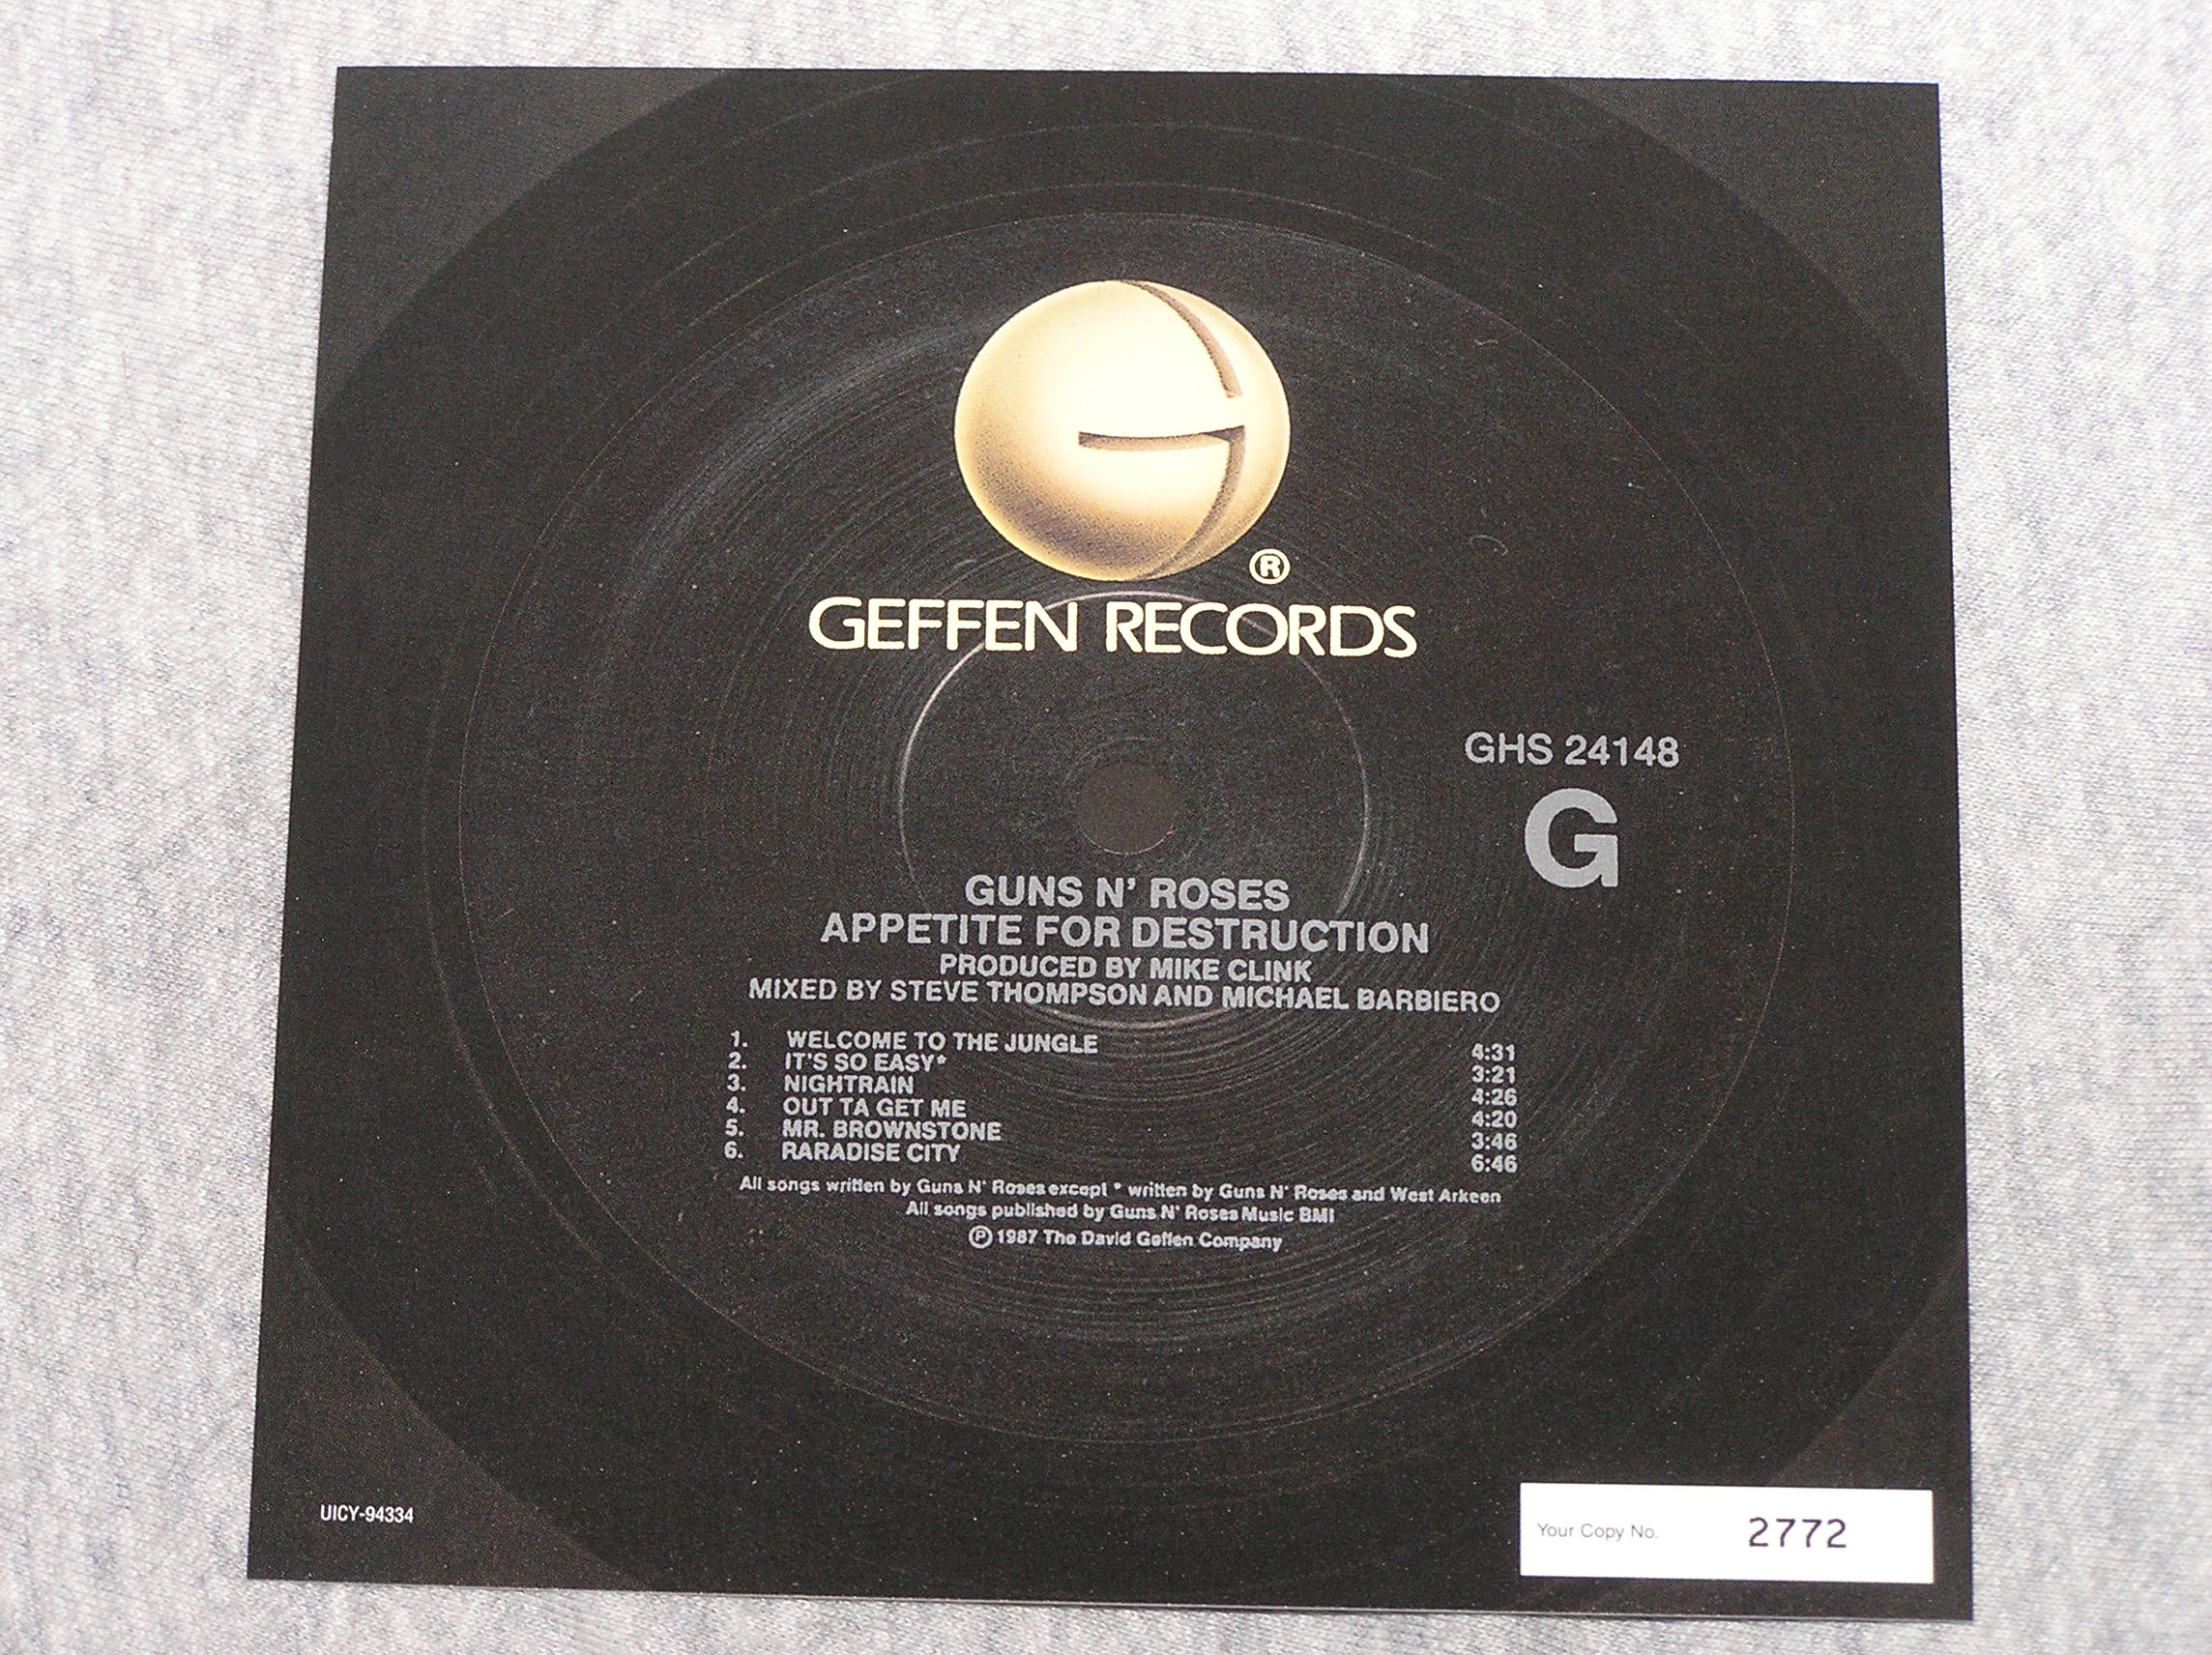 ®
GEFFEN RECORDS
GHS 24148
G
GUNS N' ROSES
APPETITE FOR DESTRUCTION
PRODUCED BY MIKE CLINK
MIXED BY STEVE THOMPSON AND MICHAEL BARBIERO
1. WELCOME TO THE JUNGLE 4:31
2. IT'S SO EASY* 3:21
3. NIGHTRAIN 4:26
4. OUT TA GET ME 4:20
5. MR. BROWNSTONE 3:46
6. RARADISE CITY 6:46
All songs written by Guns N' Roses except * written by Guns N' Roses and West Arkeen
All songs published by Guns N' Roses Music BMI
℗ 1987 The David Geffen Company
UICY-94334
Your Copy No. 2772